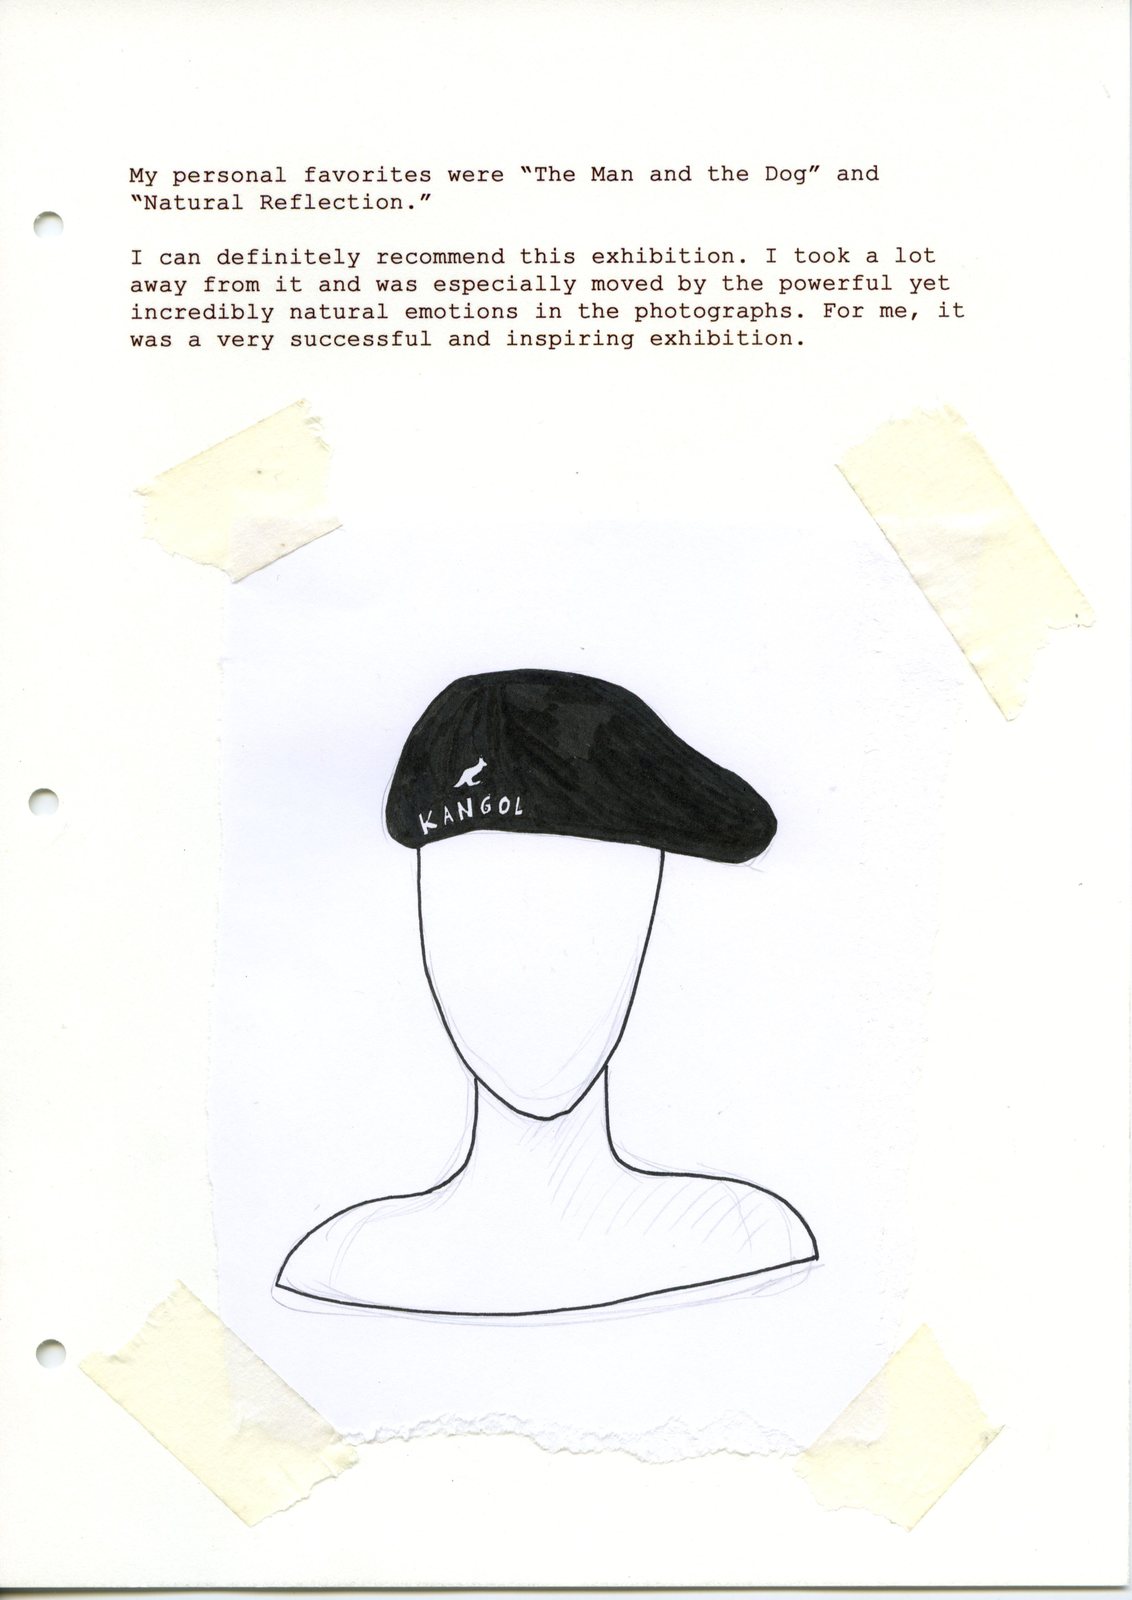 My personal favorites were “The Man and the Dog” and
“Natural Reflection.”
I can definitely recommend this exhibition. I took a lot
away from it and was especially moved by the powerful yet
incredibly natural emotions in the photographs. For me, it
was a very successful and inspiring exhibition.
KANGOL